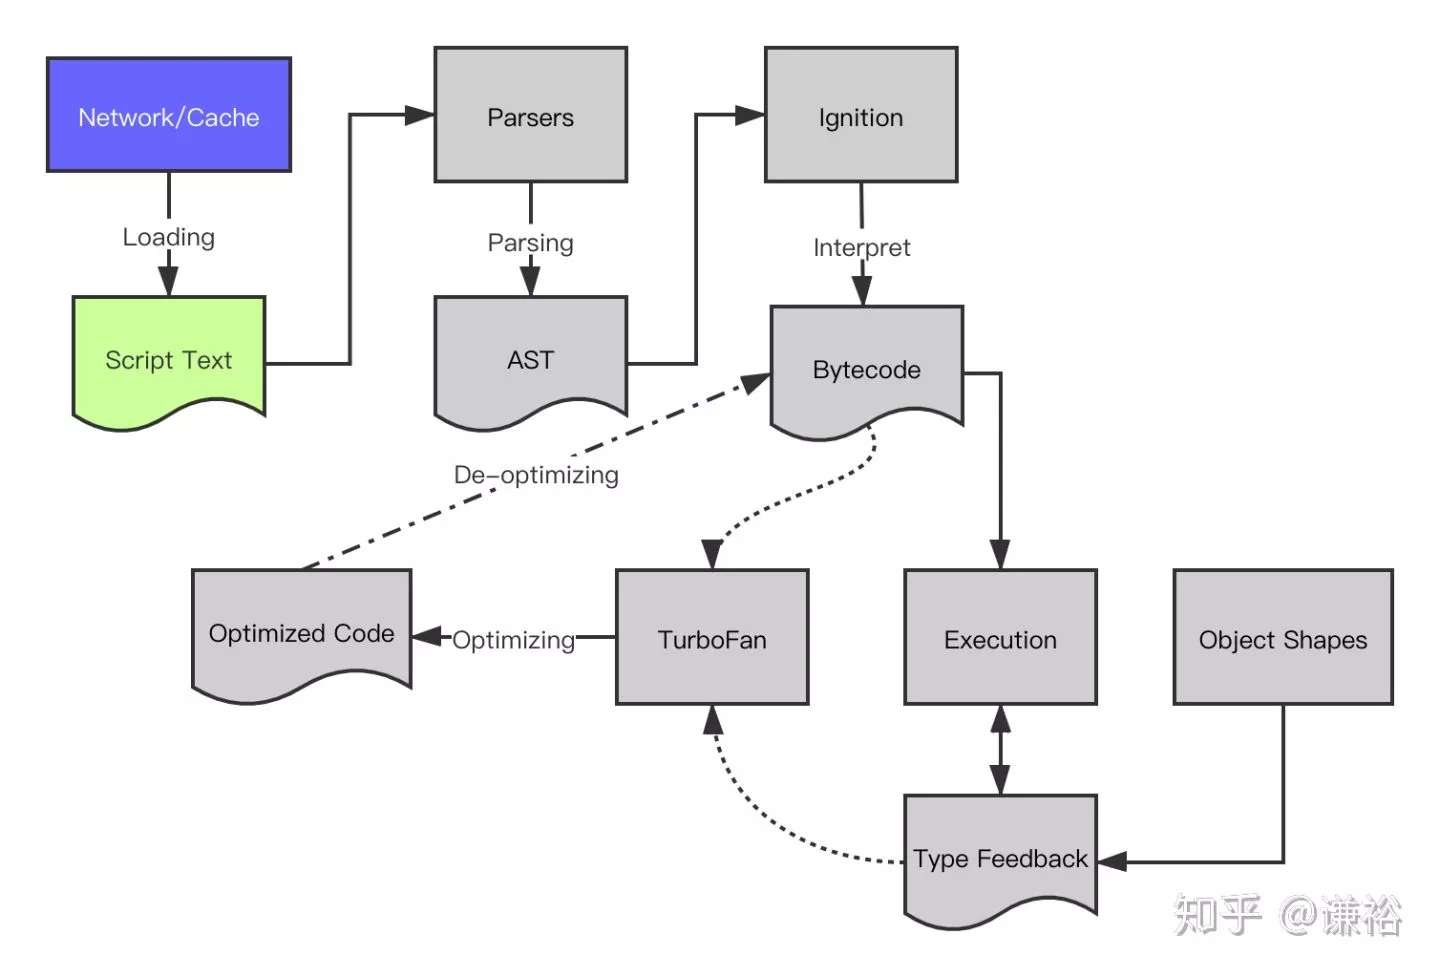 Network/Cache
Parsers
Ignition
Loading
Parsing
Interpret
Script Text
AST
Bytecode
De-optimizing
Optimized Code
Optimizing
TurboFan
Execution
Object Shapes
Type Feedback
知乎 @谦裕